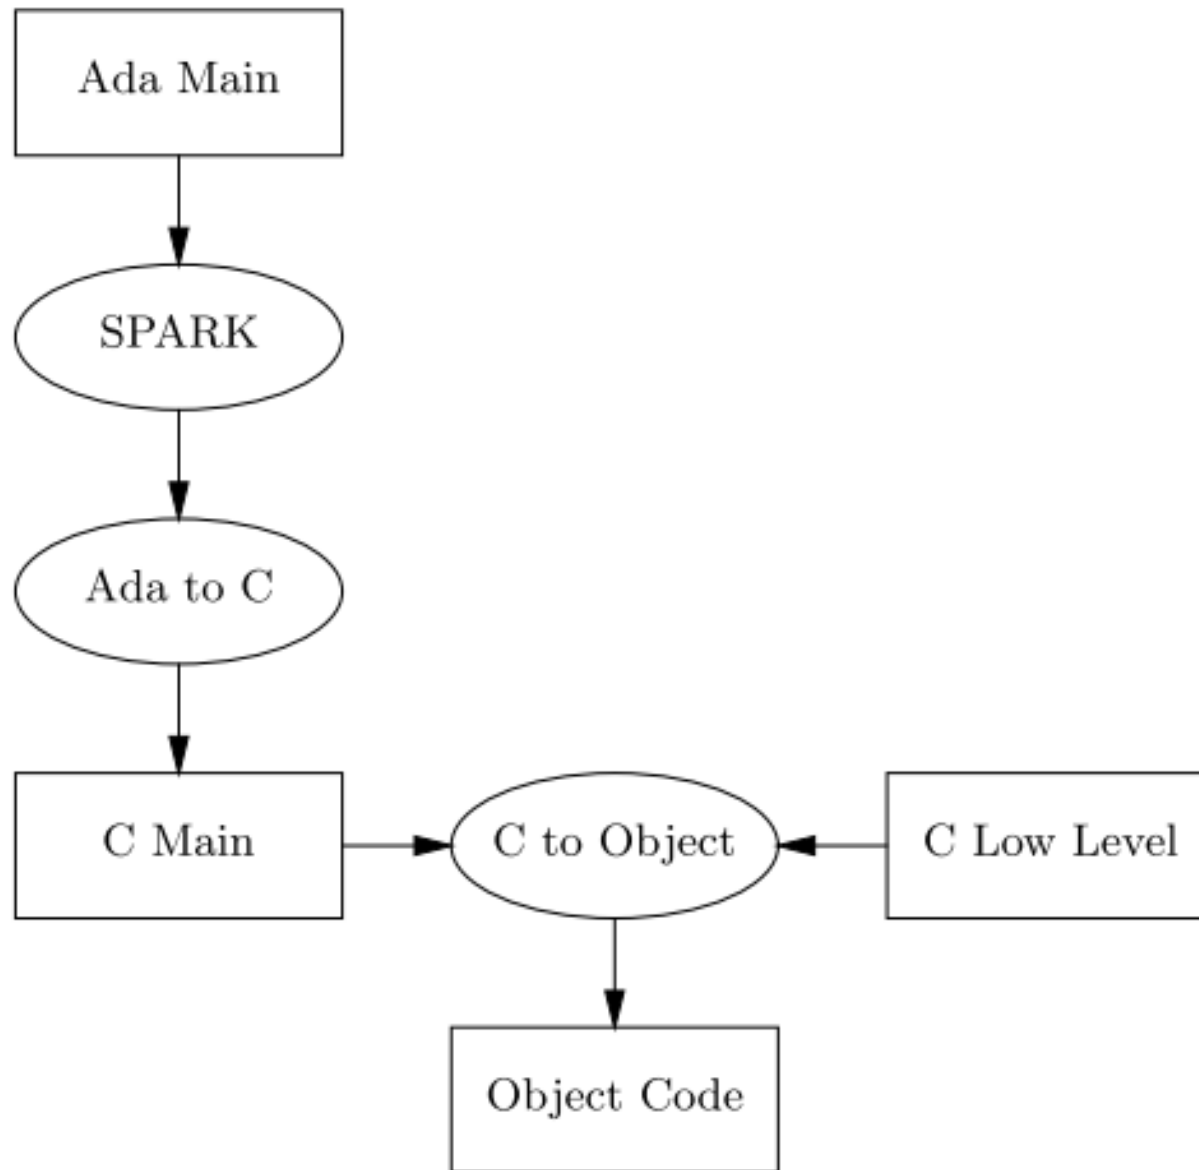 Ada Main
SPARK
Ada to C
C Main
C to Object
C Low Level
Object Code